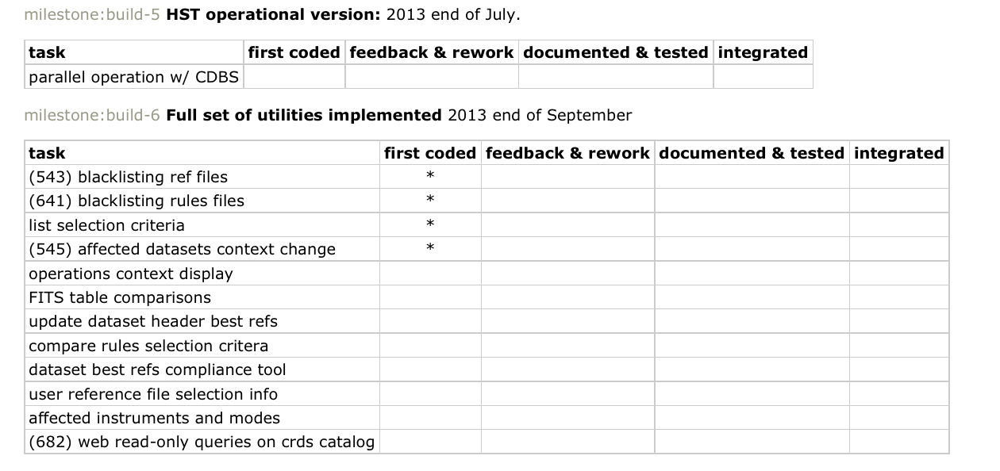 milestone:build-5 HST operational version: 2013 end of July.
task first coded feedback & rework documented & tested integrated
parallel operation w/ CDBS
milestone:build-6 Full set of utilities implemented 2013 end of September
task first coded feedback & rework documented & tested integrated
(543) blacklisting ref files *
(641) blacklisting rules files *
list selection criteria *
(545) affected datasets context change *
operations context display
FITS table comparisons
update dataset header best refs
compare rules selection critera
dataset best refs compliance tool
user reference file selection info
affected instruments and modes
(682) web read-only queries on crds catalog